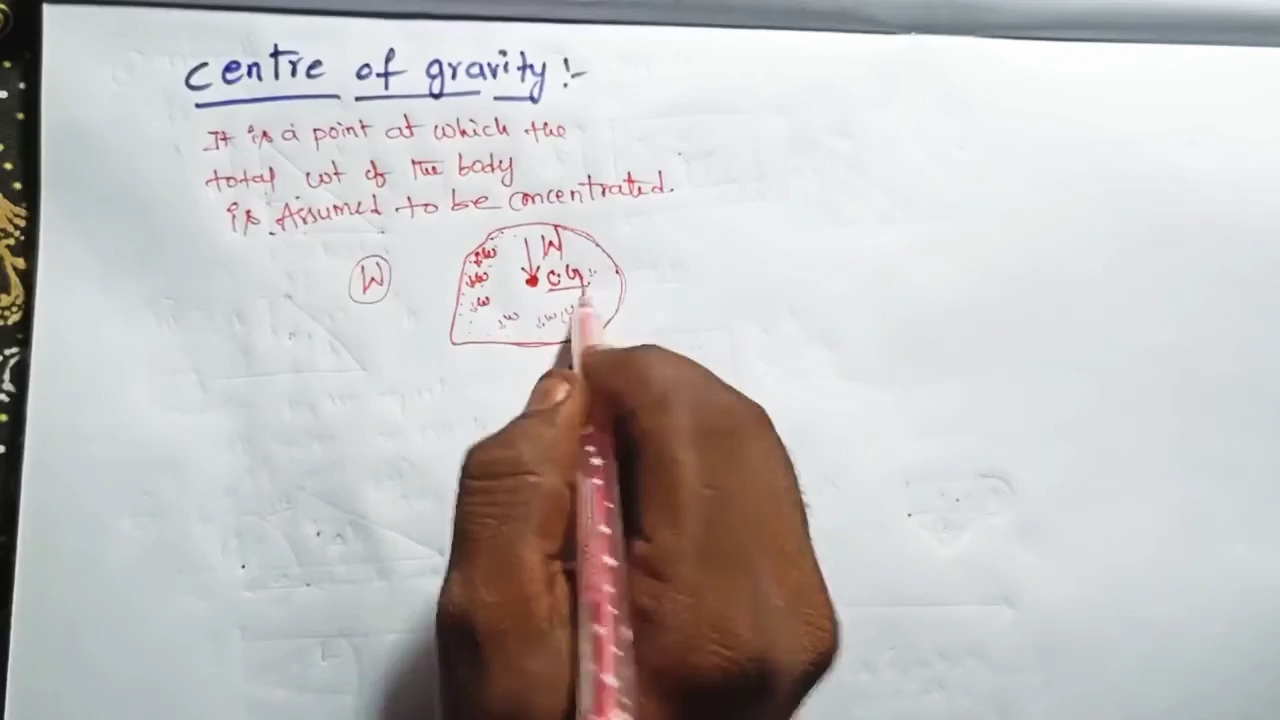 Centre of gravity :-
It is a point at which the
total wt of the body
is Assumed to be concentrated.
W
W
C.G.
w
w
w
w
w